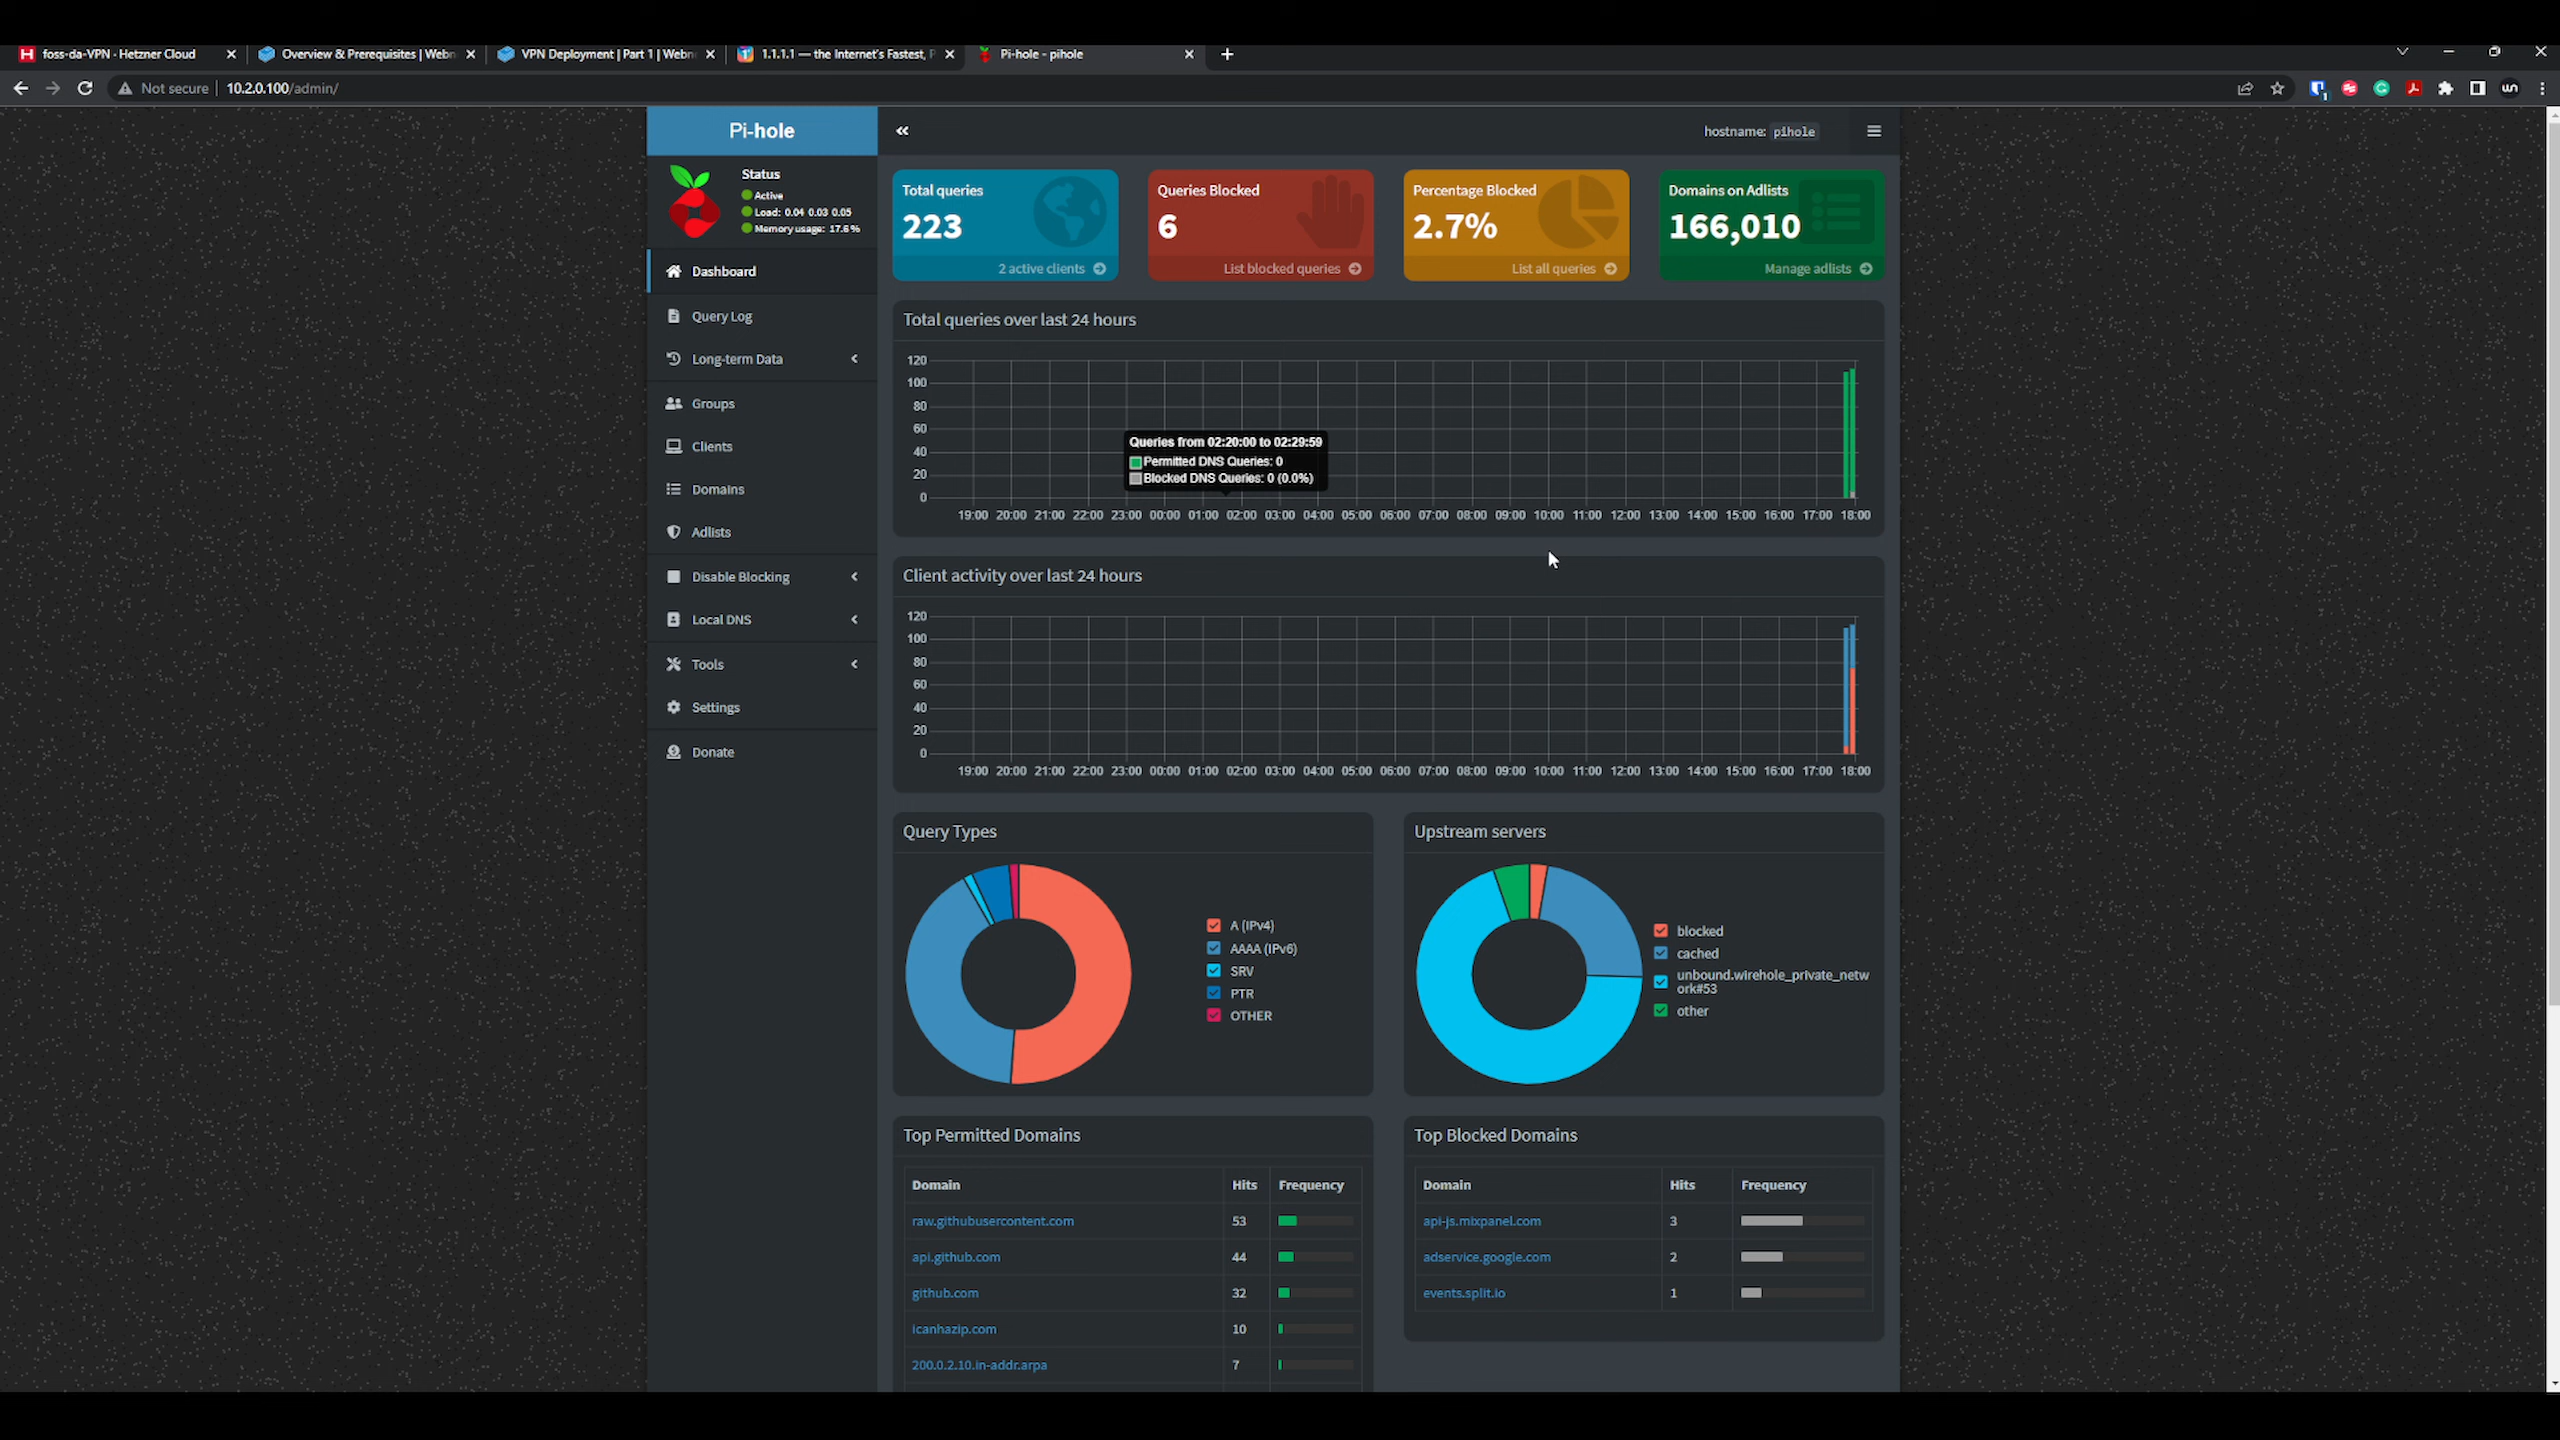 foss-da-VPN - Hetzner Cloud
Overview & Prerequisites | Webn
VPN Deployment | Part 1 | Webn
1.1.1.1 — the Internet's Fastest, P
Pi-hole - pihole
Not secure
10.2.0.100/admin/
Pi-hole
hostname: pihole
Status
Active
Load: 0.04 0.03 0.05
Memory usage: 17.6 %
Dashboard
Query Log
Long-term Data
Groups
Clients
Domains
Adlists
Disable Blocking
Local DNS
Tools
Settings
Donate
Total queries
223
2 active clients
Queries Blocked
6
List blocked queries
Percentage Blocked
2.7%
List all queries
Domains on Adlists
166,010
Manage adlists
Total queries over last 24 hours
120
100
80
60
40
20
0
Queries from 02:20:00 to 02:29:59
Permitted DNS Queries: 0
Blocked DNS Queries: 0 (0.0%)
19:00 20:00 21:00 22:00 23:00 00:00 01:00 02:00 03:00 04:00 05:00 06:00 07:00 08:00 09:00 10:00 11:00 12:00 13:00 14:00 15:00 16:00 17:00 18:00
Client activity over last 24 hours
120
100
80
60
40
20
0
19:00 20:00 21:00 22:00 23:00 00:00 01:00 02:00 03:00 04:00 05:00 06:00 07:00 08:00 09:00 10:00 11:00 12:00 13:00 14:00 15:00 16:00 17:00 18:00
Query Types
A (IPv4)
AAAA (IPv6)
SRV
PTR
OTHER
Upstream servers
blocked
cached
unbound.wirehole_private_netw
ork#53
other
Top Permitted Domains
Domain Hits Frequency
raw.githubusercontent.com 53
api.github.com 44
github.com 32
icanhazip.com 10
200.0.2.10.in-addr.arpa 7
Top Blocked Domains
Domain Hits Frequency
api-js.mixpanel.com 3
adservice.google.com 2
events.split.io 1